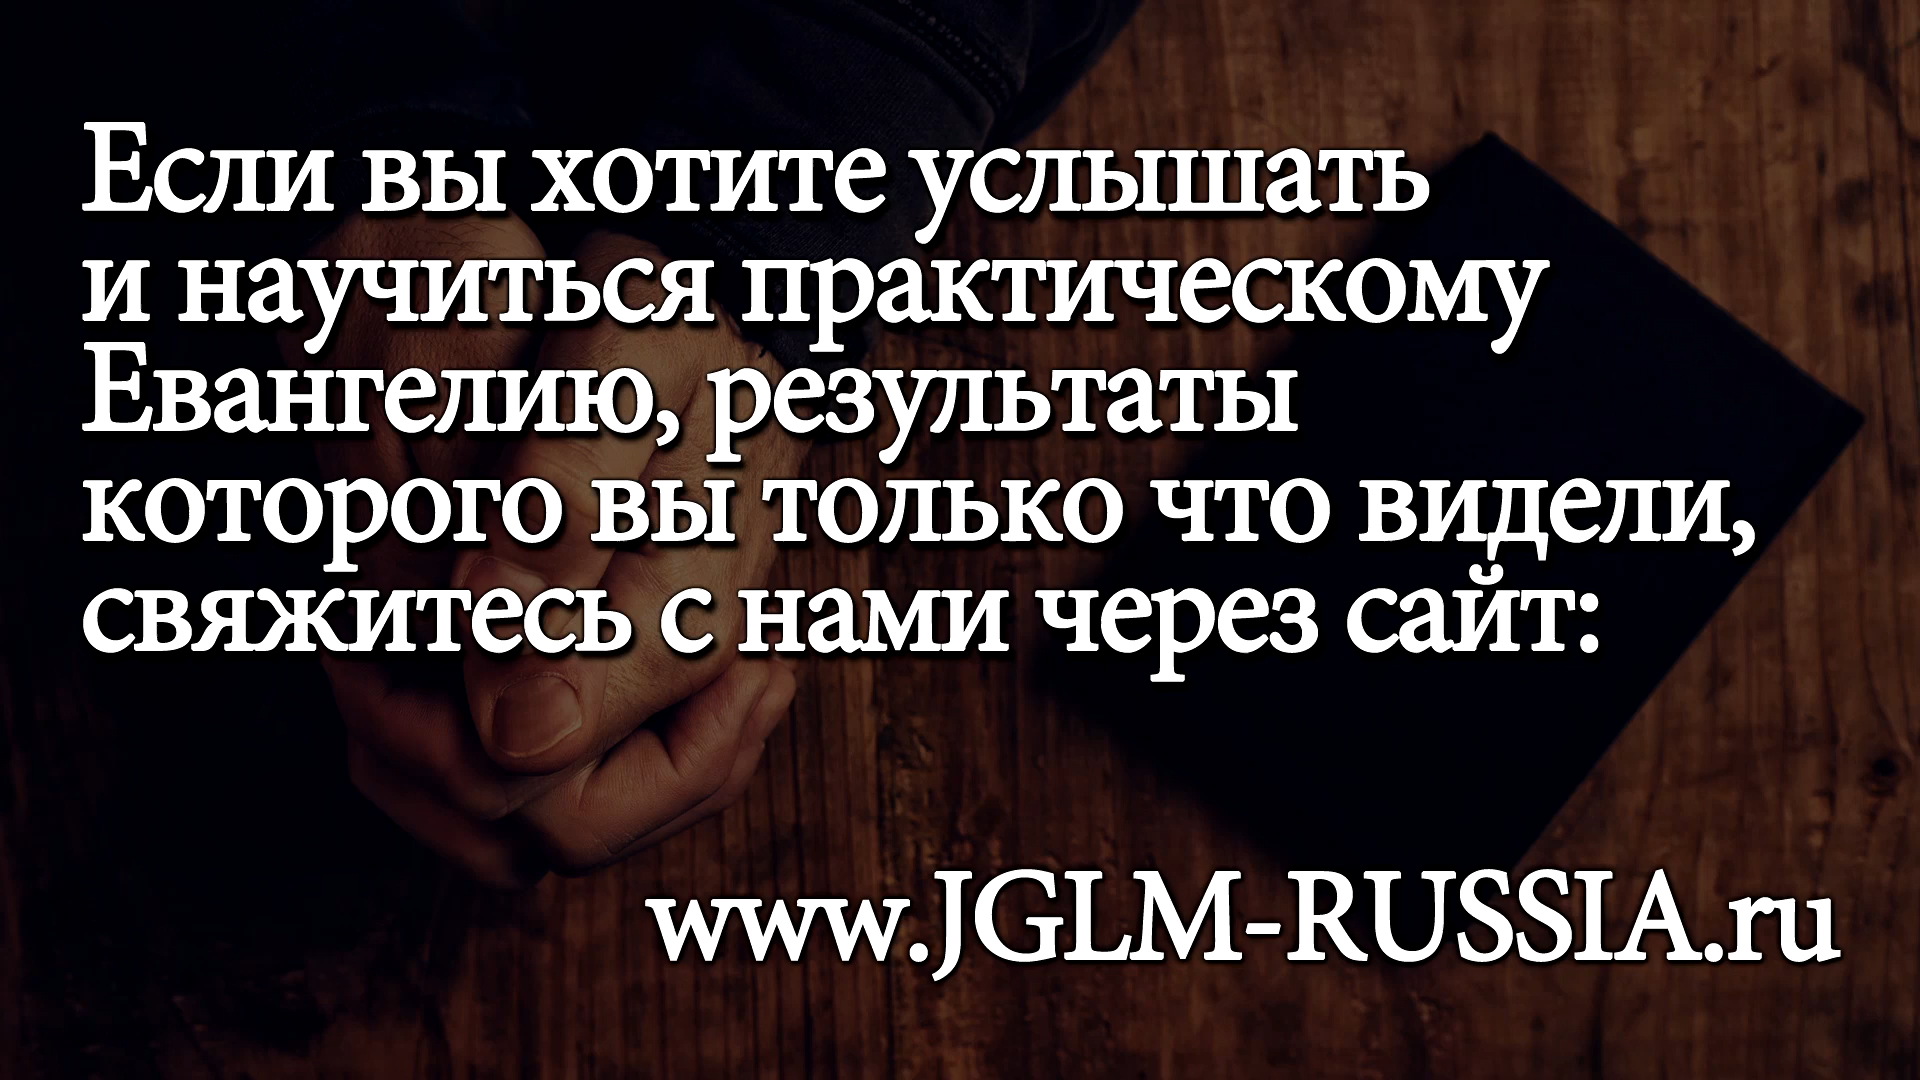 Если вы хотите услышать
и научиться практическому
Евангелию, результаты
которого вы только что видели,
свяжитесь с нами через сайт:
www.JGLM-RUSSIA.ru